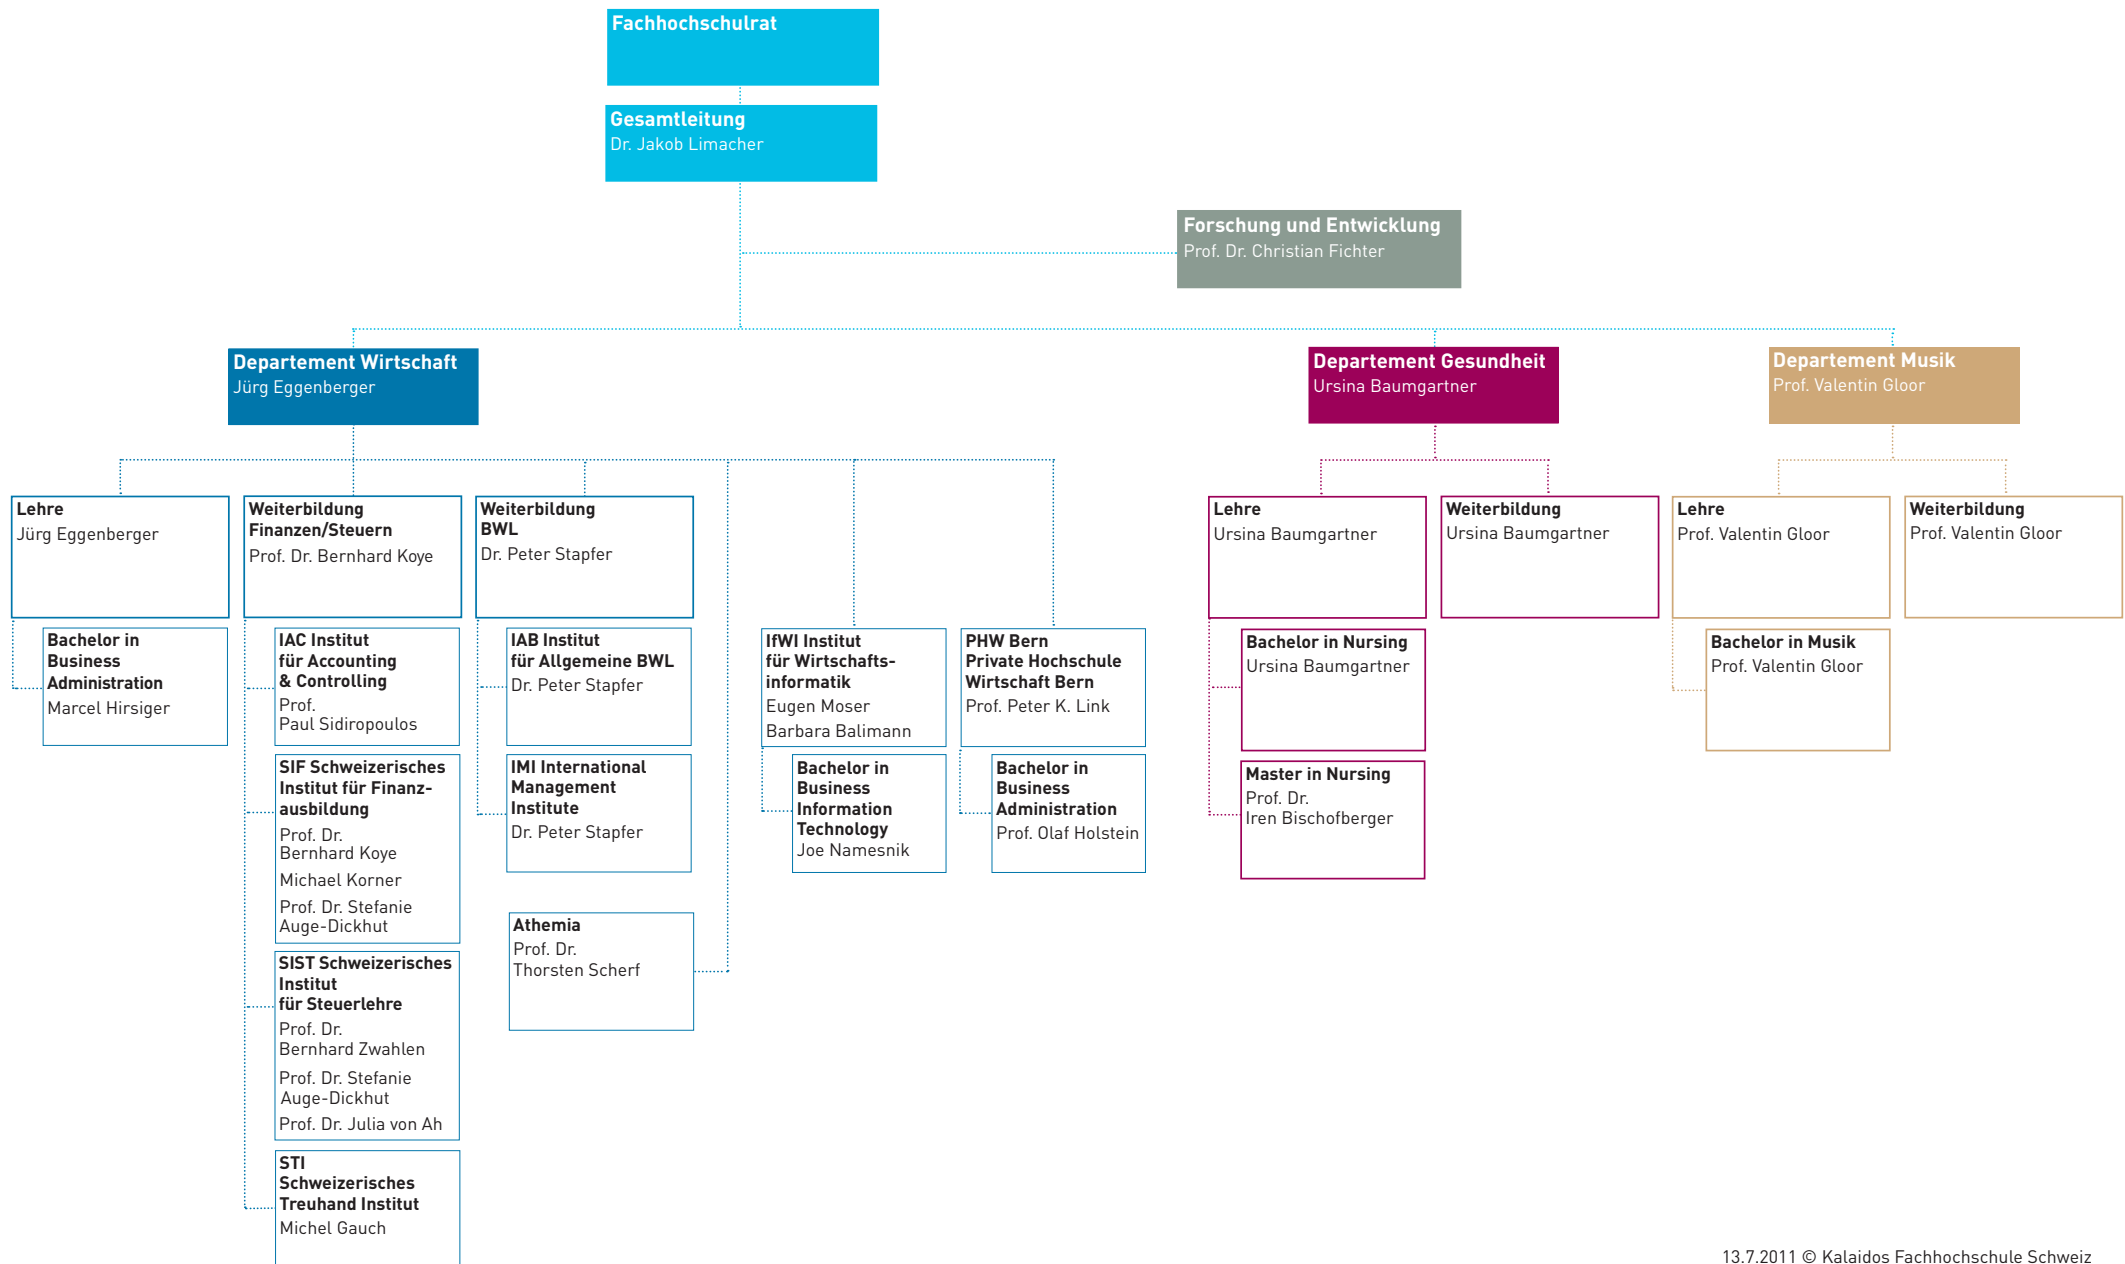 Fachhochschulrat
Gesamtleitung
Dr. Jakob Limacher
Forschung und Entwicklung
Prof. Dr. Christian Fichter
Departement Wirtschaft
Jürg Eggenberger
Departement Gesundheit
Ursina Baumgartner
Departement Musik
Prof. Valentin Gloor
Lehre
Jürg Eggenberger
Bachelor in
Business
Administration
Marcel Hirsiger
Weiterbildung
Finanzen/Steuern
Prof. Dr. Bernhard Koye
IAC Institut
für Accounting
& Controlling
Prof.
Paul Sidiropoulos
SIF Schweizerisches
Institut für Finanz-
ausbildung
Prof. Dr.
Bernhard Koye
Michael Korner
Prof. Dr. Stefanie
Auge-Dickhut
SIST Schweizerisches
Institut
für Steuerlehre
Prof. Dr.
Bernhard Zwahlen
Prof. Dr. Stefanie
Auge-Dickhut
Prof. Dr. Julia von Ah
STI
Schweizerisches
Treuhand Institut
Michel Gauch
Weiterbildung
BWL
Dr. Peter Stapfer
IAB Institut
für Allgemeine BWL
Dr. Peter Stapfer
IMI International
Management
Institute
Dr. Peter Stapfer
Athemia
Prof. Dr.
Thorsten Scherf
IfWI Institut
für Wirtschafts-
informatik
Eugen Moser
Barbara Balimann
Bachelor in
Business
Information
Technology
Joe Namesnik
PHW Bern
Private Hochschule
Wirtschaft Bern
Prof. Peter K. Link
Bachelor in
Business
Administration
Prof. Olaf Holstein
Lehre
Ursina Baumgartner
Bachelor in Nursing
Ursina Baumgartner
Master in Nursing
Prof. Dr.
Iren Bischofberger
Weiterbildung
Ursina Baumgartner
Lehre
Prof. Valentin Gloor
Bachelor in Musik
Prof. Valentin Gloor
Weiterbildung
Prof. Valentin Gloor
13.7.2011 © Kalaidos Fachhochschule Schweiz